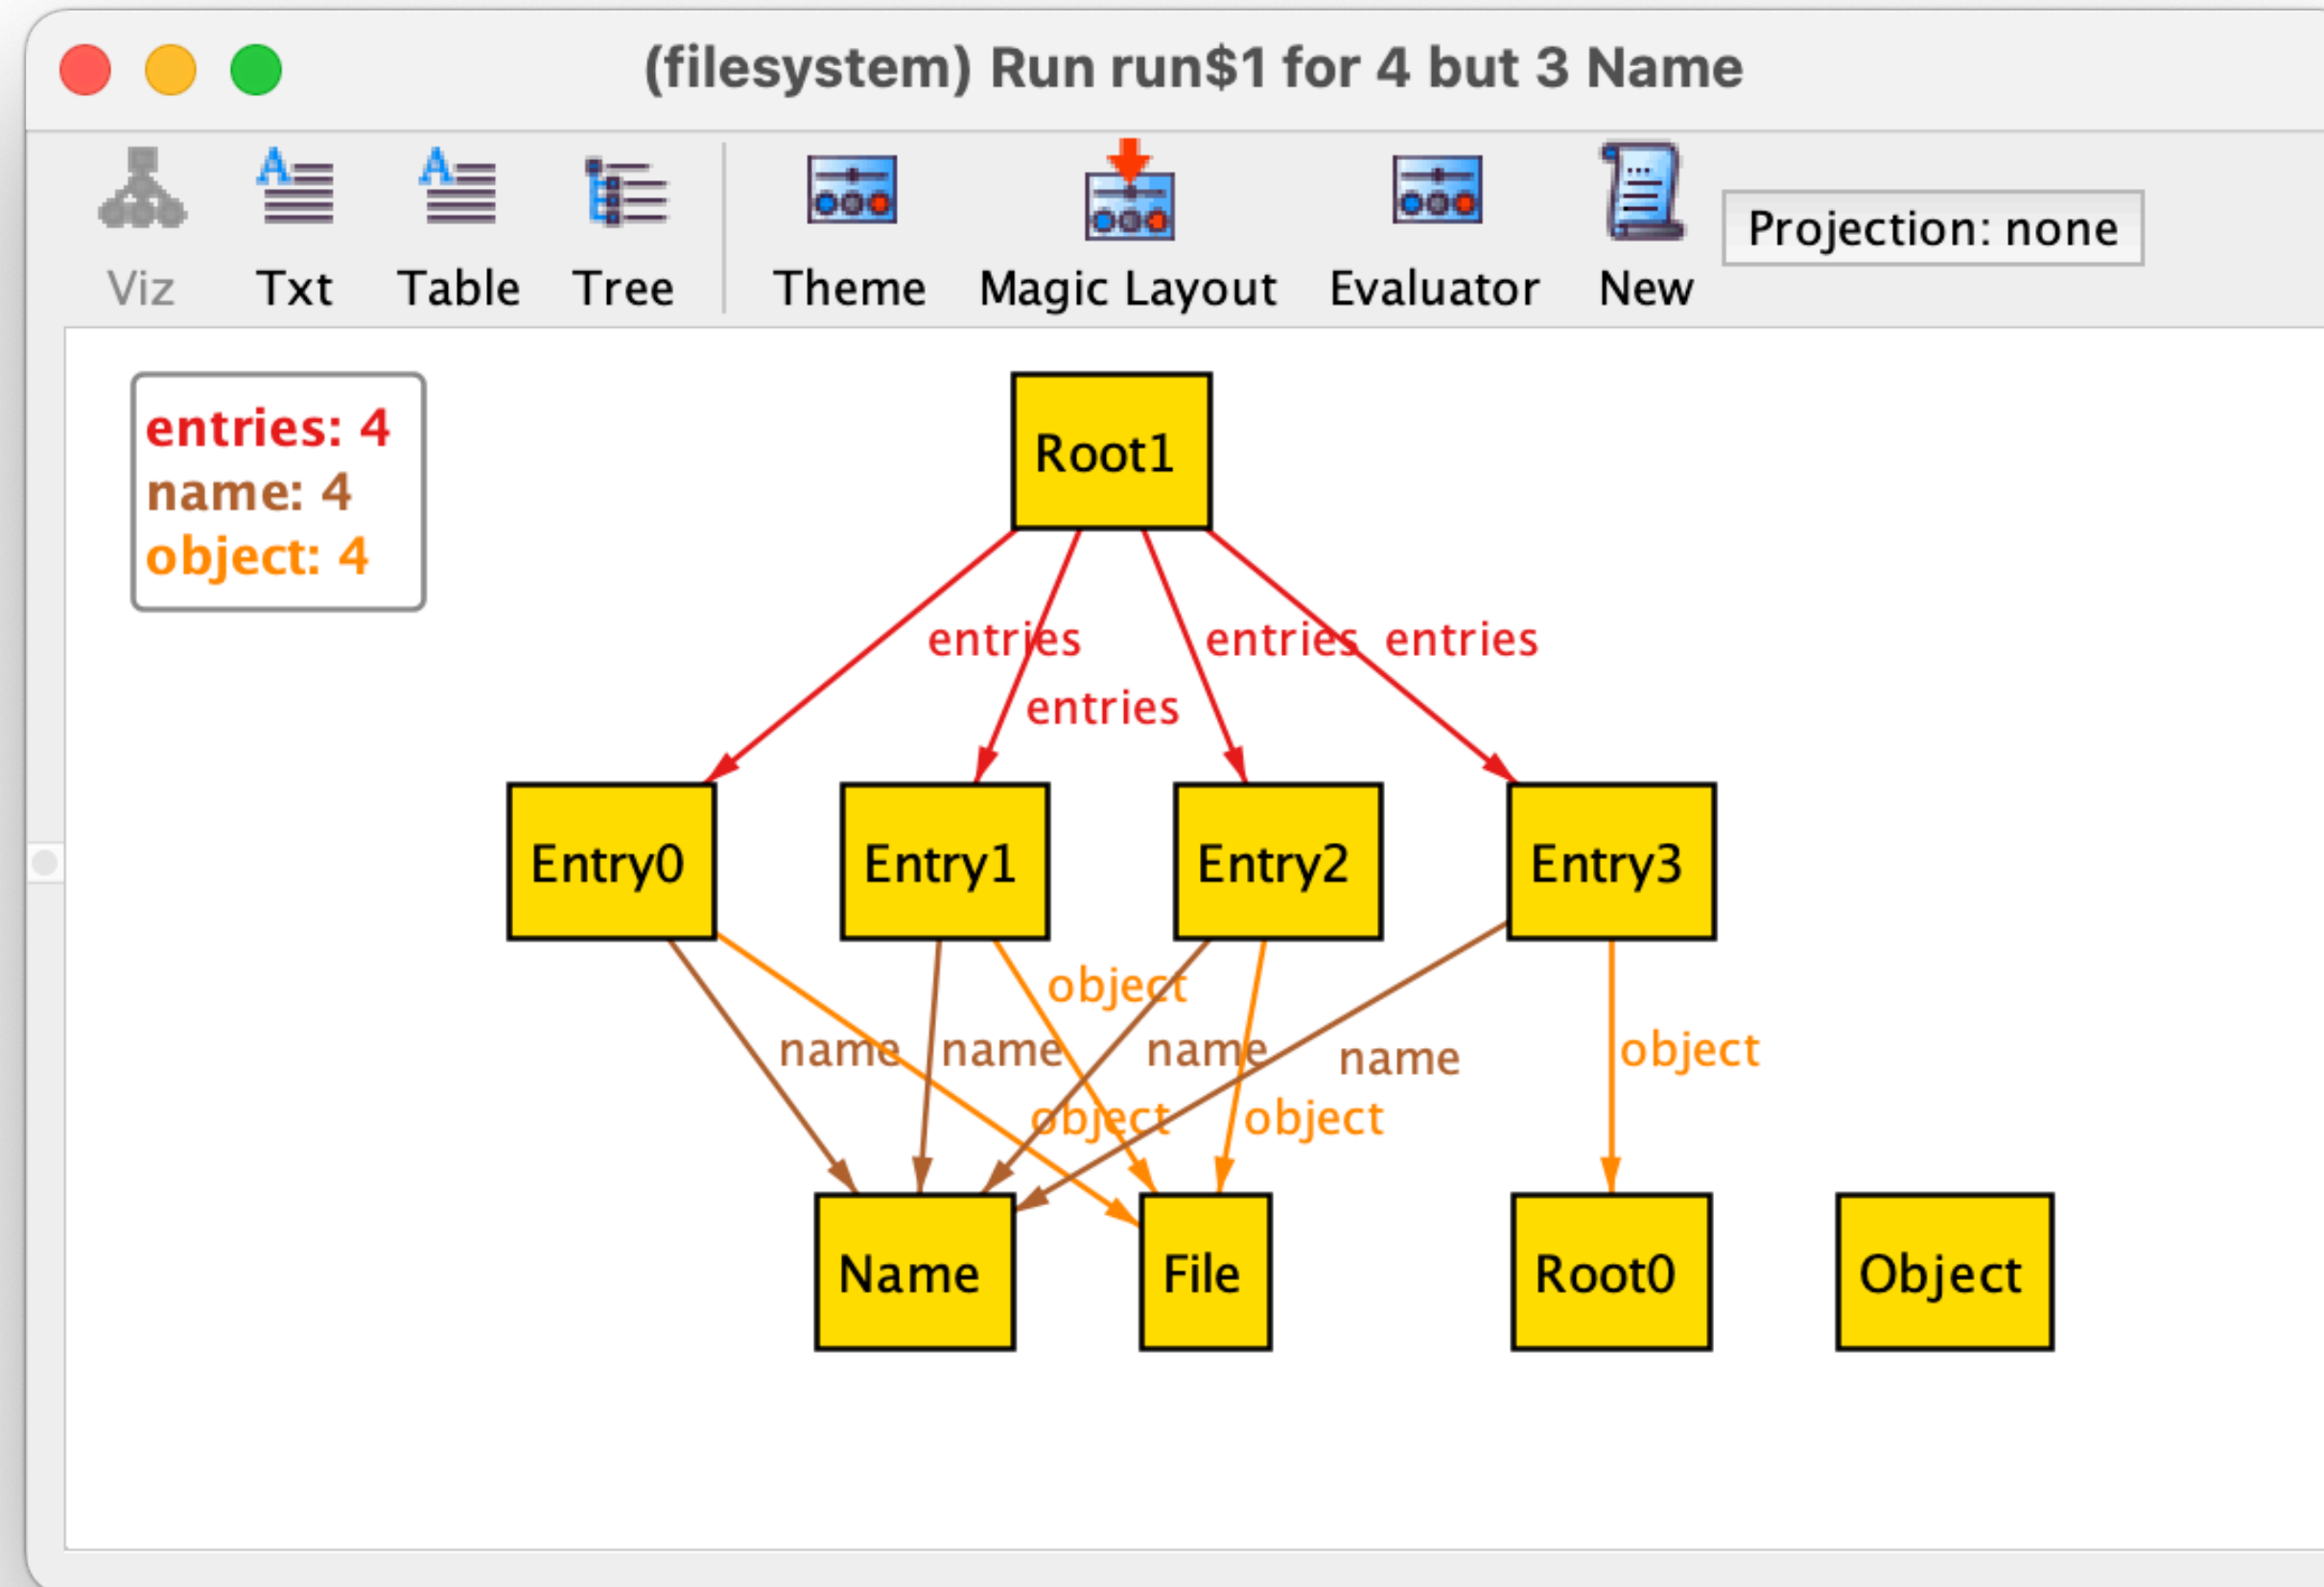 (filesystem) Run run$1 for 4 but 3 Name
Viz Txt Table Tree Theme Magic Layout Evaluator New Projection: none
entries: 4
name: 4
object: 4
Root1
entries entries entries
entries
Entry0 Entry1 Entry2 Entry3
object
name name name name object
object object
Name File Root0 Object